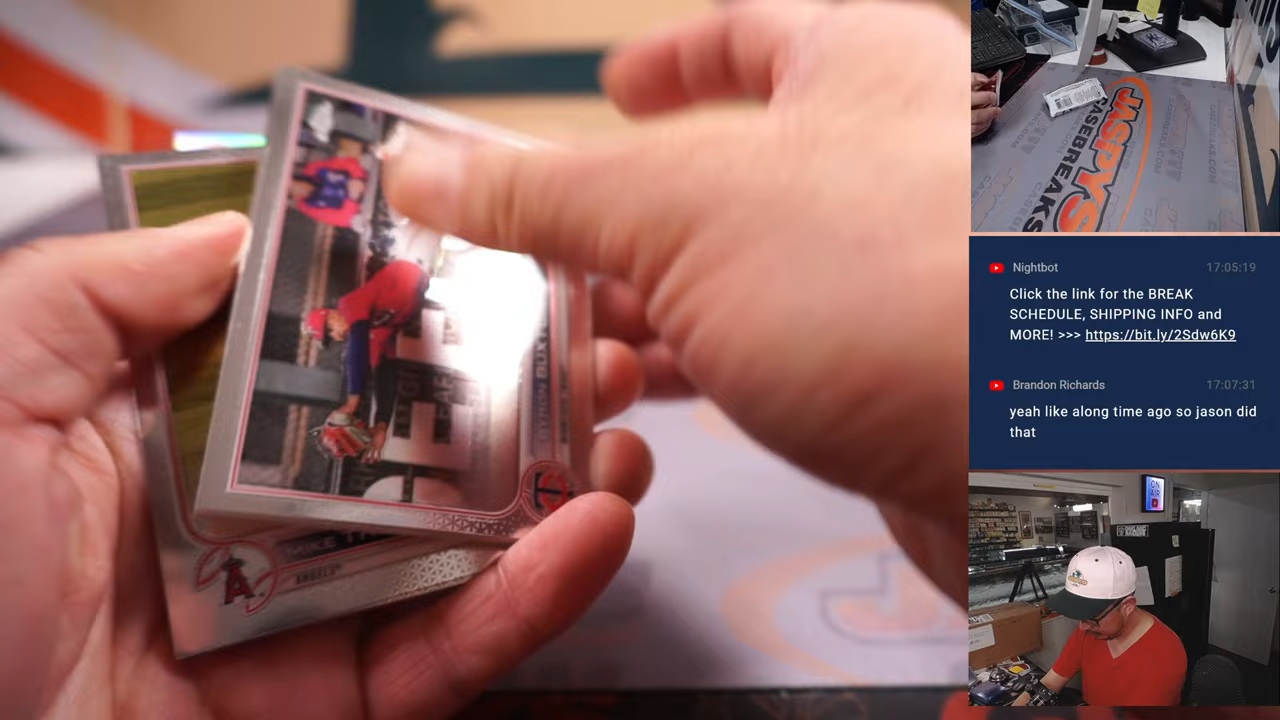 MIKE
ANGELS
BUX
JASPYS
CASEBREAKS
Nightbot
17:05:19
Click the link for the BREAK
SCHEDULE, SHIPPING INFO and
MORE! >>> https://bit.ly/2Sdw6K9
Brandon Richards
17:07:31
yeah like along time ago so jason did
that
ON
AIR